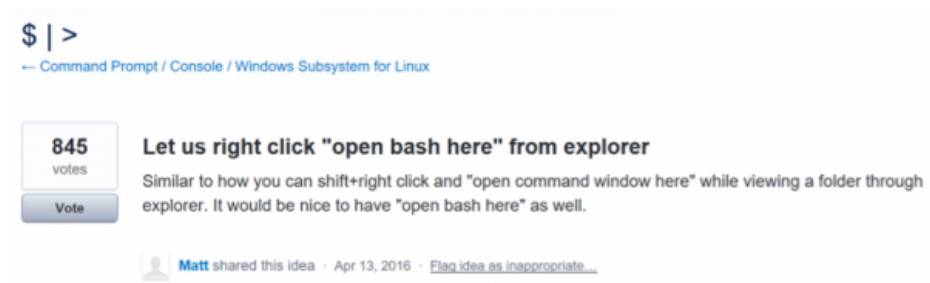 $ | >
← Command Prompt / Console / Windows Subsystem for Linux
845
votes
Vote
Let us right click "open bash here" from explorer
Similar to how you can shift+right click and "open command window here" while viewing a folder through
explorer. It would be nice to have "open bash here" as well.
Matt shared this idea · Apr 13, 2016 · Flag idea as inappropriate…